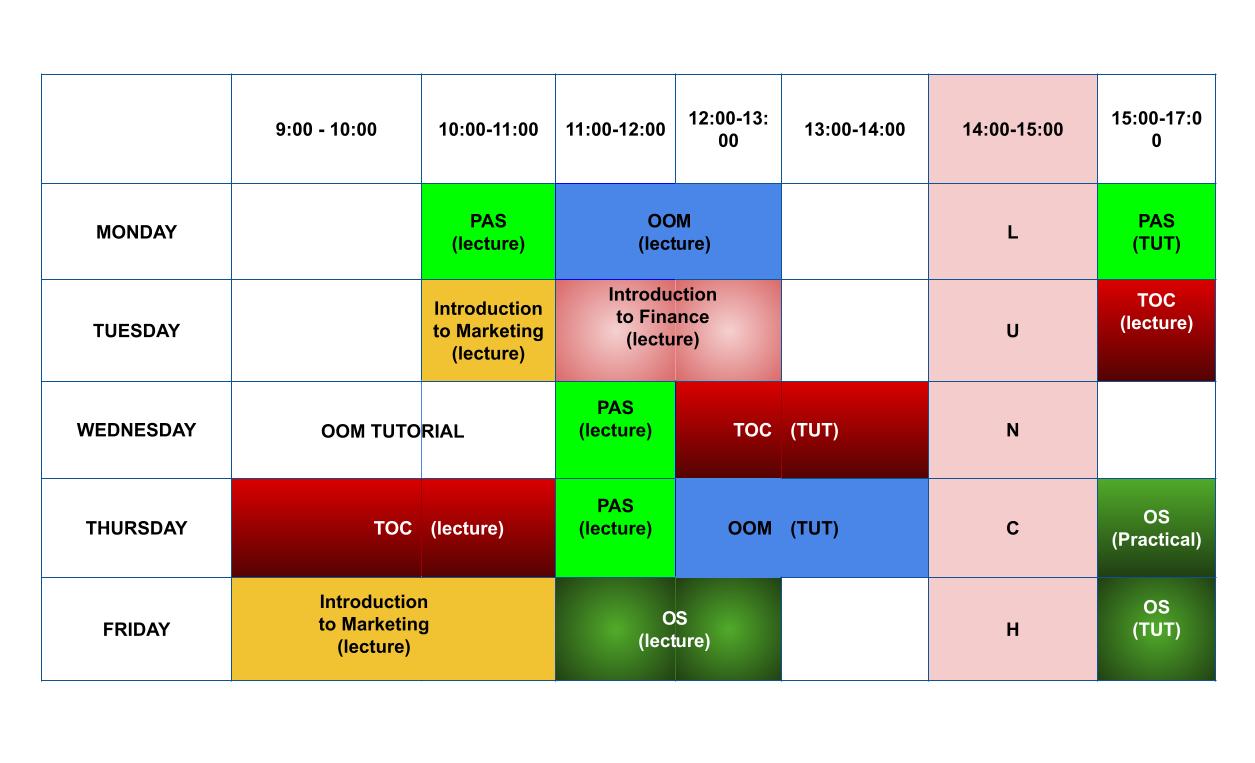 9:00 - 10:00
10:00-11:00
11:00-12:00
12:00-13:
00
13:00-14:00
14:00-15:00
15:00-17:0
0
MONDAY
PAS
(lecture)
OOM
(lecture)
L
PAS
(TUT)
TUESDAY
Introduction
to Marketing
(lecture)
Introduction
to Finance
(lecture)
U
TOC
(lecture)
WEDNESDAY
OOM TUTORIAL
PAS
(lecture)
TOC (TUT)
N
THURSDAY
TOC (lecture)
PAS
(lecture)
OOM (TUT)
C
OS
(Practical)
FRIDAY
Introduction
to Marketing
(lecture)
OS
(lecture)
H
OS
(TUT)